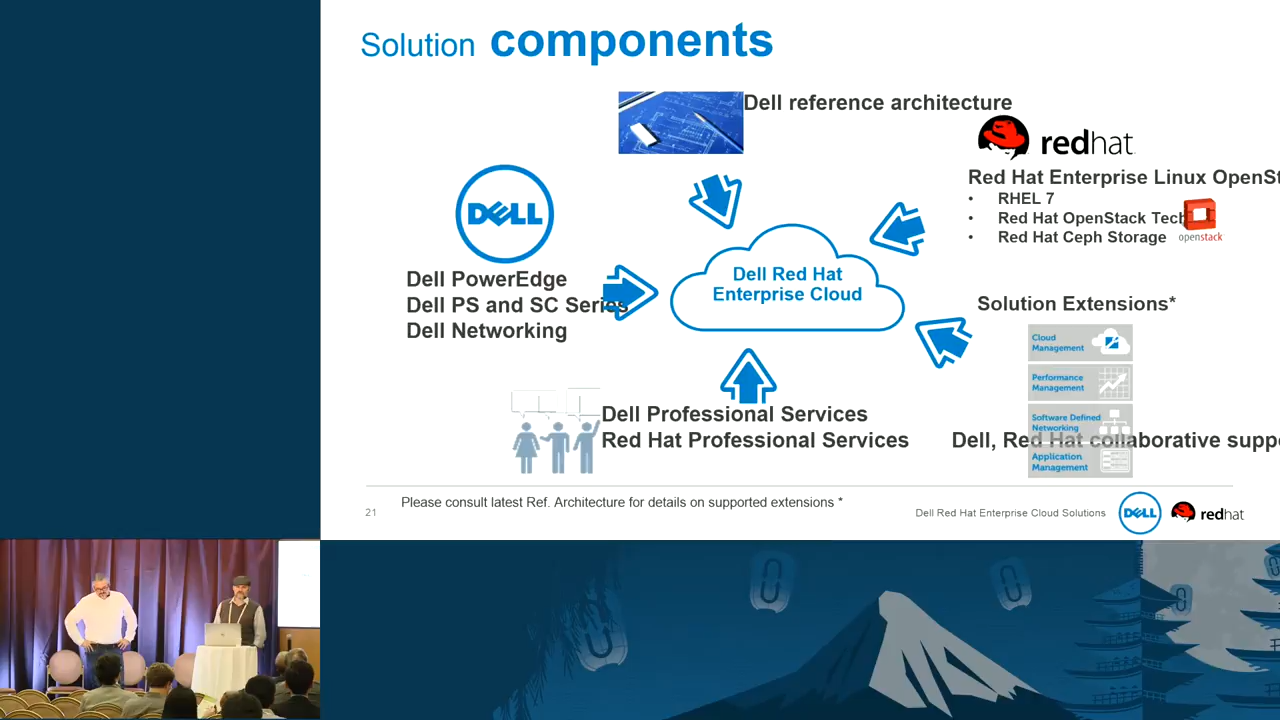 Solution components
Dell reference architecture
redhat
Red Hat Enterprise Linux OpenSt
• RHEL 7
• Red Hat OpenStack Tech
• Red Hat Ceph Storage
openstack
DELL
Dell PowerEdge
Dell PS and SC Series
Dell Networking
Dell Red Hat
Enterprise Cloud
Solution Extensions*
Cloud
Management
Performance
Management
Software Defined
Networking
Application
Management
Dell Professional Services
Red Hat Professional Services
Dell, Red Hat collaborative suppo
Please consult latest Ref. Architecture for details on supported extensions *
21
Dell Red Hat Enterprise Cloud Solutions
DELL
redhat